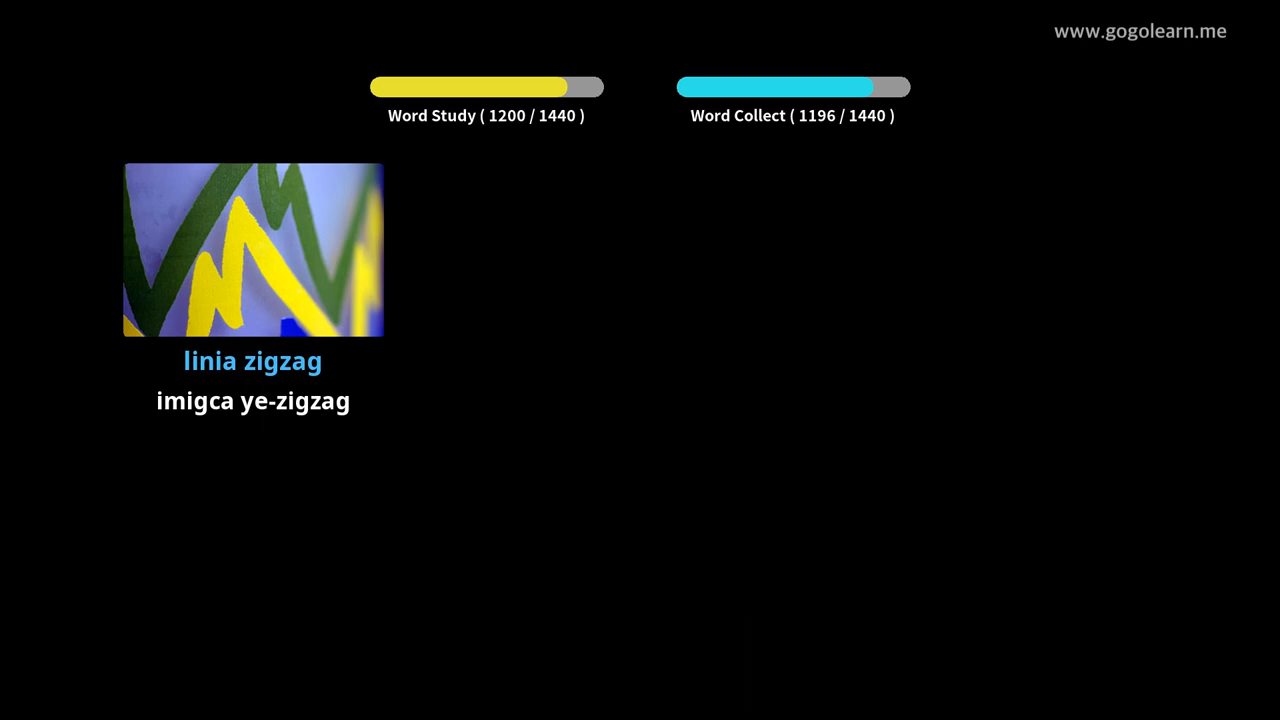 www.gogolearn.me
Word Study ( 1200 / 1440 )
Word Collect ( 1196 / 1440 )
linia zigzag
imigca ye-zigzag